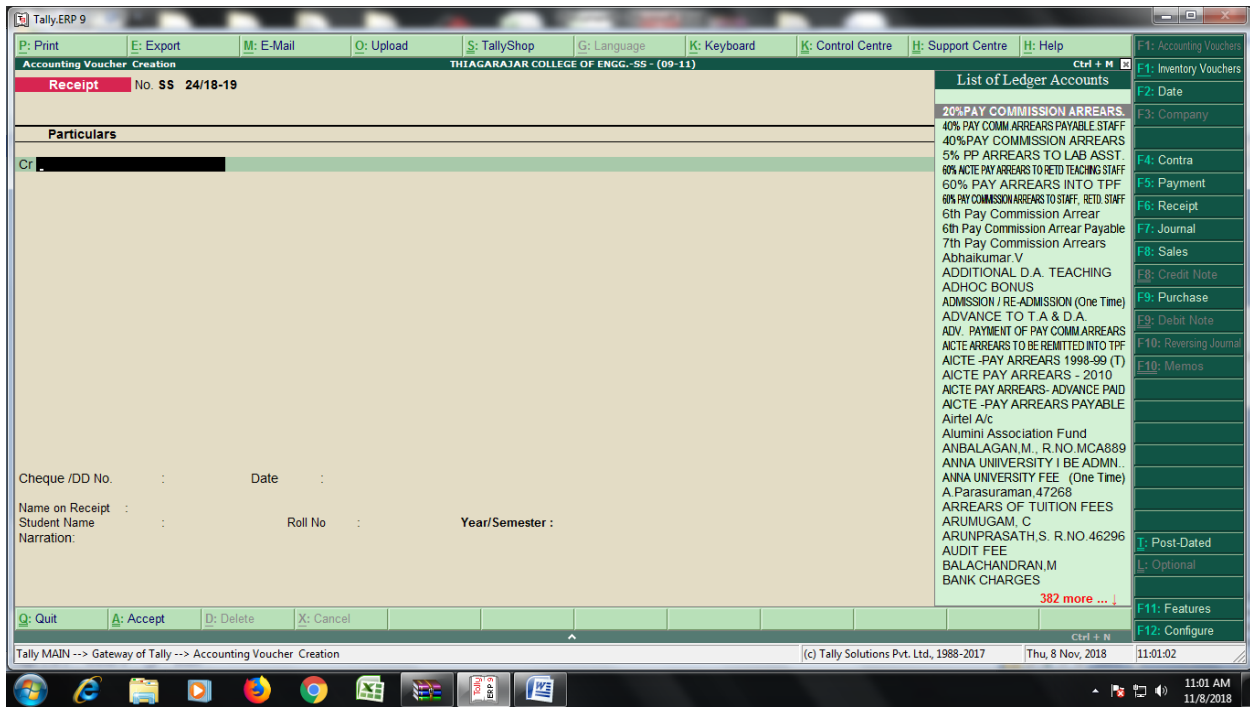 Tally.ERP 9
P: Print E: Export M: E-Mail O: Upload S: TallyShop G: Language K: Keyboard K: Control Centre H: Support Centre H: Help
Accounting Voucher Creation THIAGARAJAR COLLEGE OF ENGG.-SS - (09-11) Ctrl + M
Receipt No. SS 24/18-19
Particulars
Cr
Cheque /DD No. : Date :
Name on Receipt :
Student Name : Roll No : Year/Semester :
Narration:
List of Ledger Accounts
20%PAY COMMISSION ARREARS.
40% PAY COMM.ARREARS PAYABLE.STAFF
40%PAY COMMISSION ARREARS
5% PP ARREARS TO LAB ASST.
60% AICTE PAY ARREARS TO RETD TEACHING STAFF
60% PAY ARREARS INTO TPF
60% PAY COMMISSION ARREARS TO STAFF, RETD. STAFF
6th Pay Commission Arrear
6th Pay Commission Arrear Payable
7th Pay Commission Arrears
Abhaikumar.V
ADDITIONAL D.A. TEACHING
ADHOC BONUS
ADMISSION / RE-ADMISSION (One Time)
ADVANCE TO T.A & D.A.
ADV. PAYMENT OF PAY COMM.ARREARS
AICTE ARREARS TO BE REMITTED INTO TPF
AICTE -PAY ARREARS 1998-99 (T)
AICTE PAY ARREARS - 2010
AICTE PAY ARREARS- ADVANCE PAID
AICTE -PAY ARREARS PAYABLE
Airtel A/c
Alumini Association Fund
ANBALAGAN,M., R.NO.MCA889
ANNA UNIIVERSITY I BE ADMN..
ANNA UNIVERSITY FEE (One Time)
A.Parasuraman,47268
ARREARS OF TUITION FEES
ARUMUGAM, C
ARUNPRASATH,S. R.NO.46296
AUDIT FEE
BALACHANDRAN,M
BANK CHARGES
382 more ... ↓
F1: Accounting Vouchers
F1: Inventory Vouchers
F2: Date
F3: Company
F4: Contra
F5: Payment
F6: Receipt
F7: Journal
F8: Sales
F8: Credit Note
F9: Purchase
F9: Debit Note
F10: Reversing Journal
F10: Memos
T: Post-Dated
L: Optional
F11: Features
F12: Configure
Q: Quit A: Accept D: Delete X: Cancel
Ctrl + N
Tally MAIN --> Gateway of Tally --> Accounting Voucher Creation (c) Tally Solutions Pvt. Ltd., 1988-2017 Thu, 8 Nov, 2018 11:01:02
Tally ERP 9
11:01 AM
11/8/2018